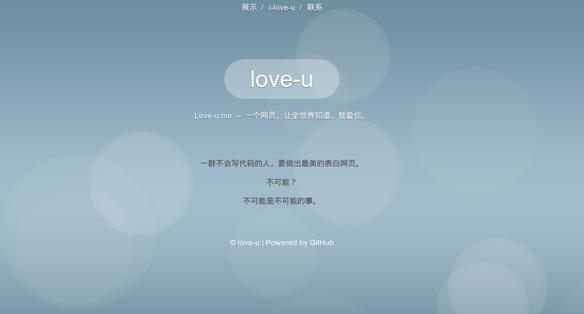 展示 / i-love-u / 联系
love-u
Love-u.me — 一个网页，让全世界知道，我爱你。
一群不会写代码的人，要做出最美的表白网页。
不可能？
不可能是不可能的事。
© love-u | Powered by GitHub